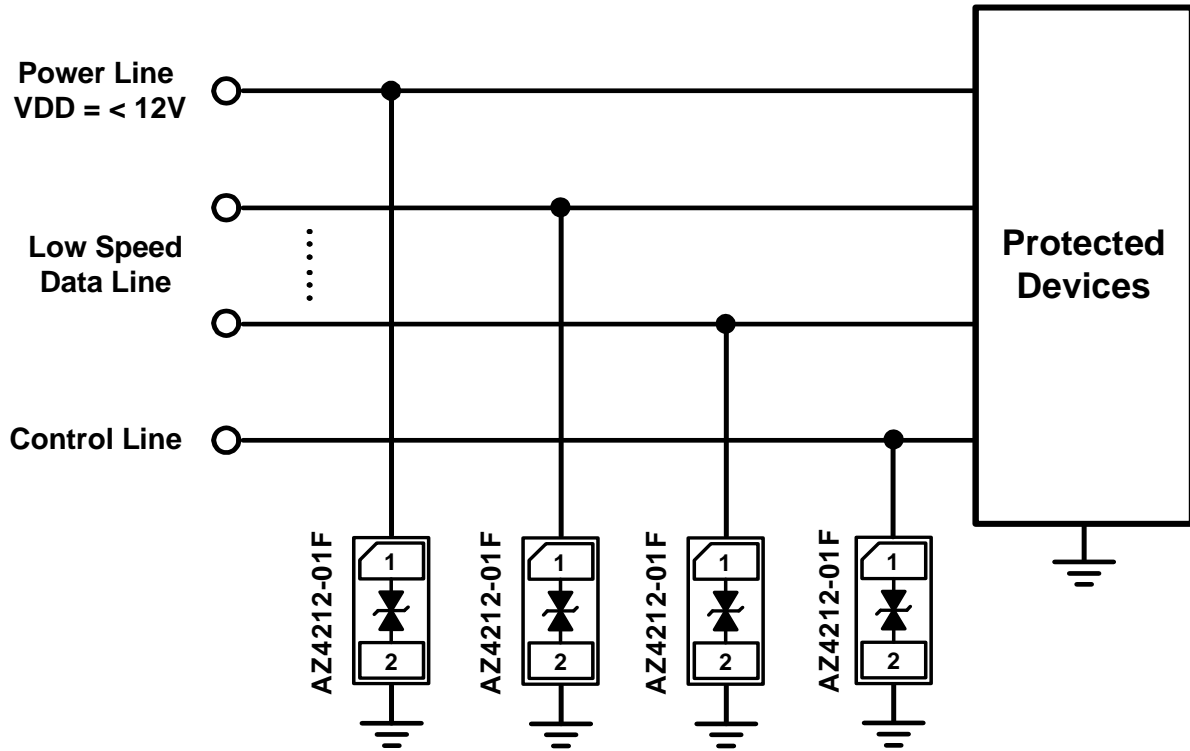 Power Line
VDD = < 12V
Low Speed
Data Line
Control Line
Protected
Devices
AZ4212-01F
1
2
AZ4212-01F
1
2
AZ4212-01F
1
2
AZ4212-01F
1
2